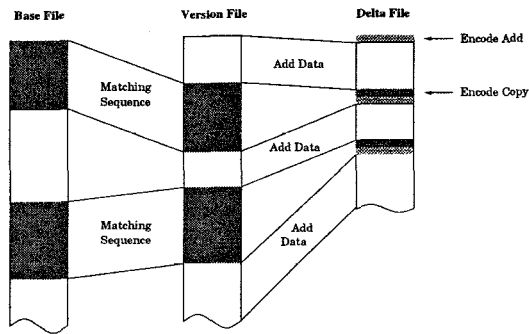 Base File
Version File
Delta File
Encode Add
Add Data
Matching
Sequence
Encode Copy
Add Data
Matching
Sequence
Add
Data